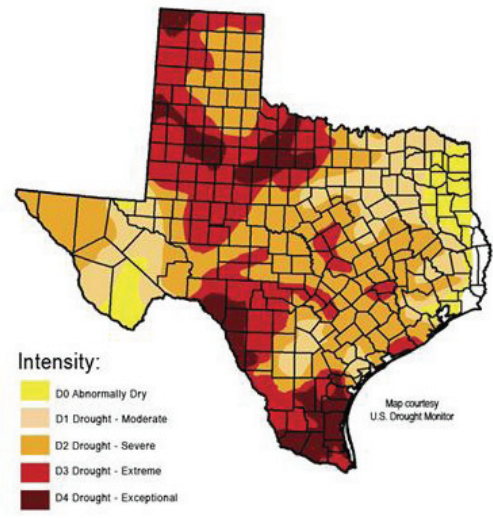 Intensity:
D0 Abnormally Dry
D1 Drought - Moderate
D2 Drought - Severe
D3 Drought - Extreme
D4 Drought - Exceptional
Map courtesy
U.S. Drought Monitor